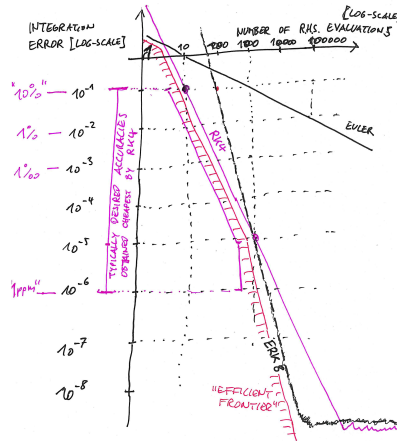 [LOG-SCALE]
INTEGRATION
ERROR [LOG-SCALE]
NUMBER OF RHS. EVALUATIONS
10
100
1000
10000
100000
"10%" — 10⁻¹
1% — 10⁻²
1‰ — 10⁻³
10⁻⁴
10⁻⁵
"1ppm" — 10⁻⁶
10⁻⁷
10⁻⁸
TYPICALLY DESIRED ACCURACIES
OBTAINED CHEAPEST BY RK4
RK4
EULER
ERK 8
"EFFICIENT
FRONTIER"